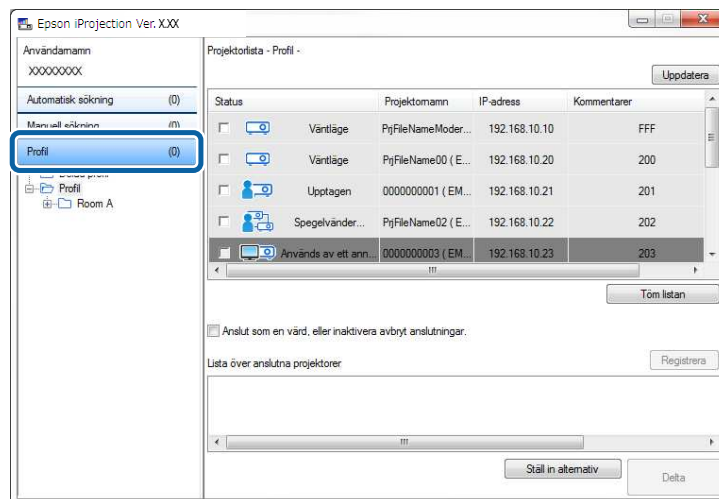 Epson iProjection Ver. X.XX
Användarnamn
XXXXXXXX
Automatisk sökning (0)
Manuell sökning (0)
Profil (0)
Profil
Room A
Projektorlista - Profil -
Uppdatera
Status Projektornamn IP-adress Kommentarer
Väntläge PrjFileNameModer... 192.168.10.10 FFF
Väntläge PrjFileName00 ( E... 192.168.10.20 200
Upptagen 0000000001 ( EM... 192.168.10.21 201
Spegelvänder... PrjFileName02 ( E... 192.168.10.22 202
Används av ett ann... 0000000003 ( EM... 192.168.10.23 203
Töm listan
Anslut som en värd, eller inaktivera avbryt anslutningar.
Lista över anslutna projektorer
Registrera
Ställ in alternativ
Delta